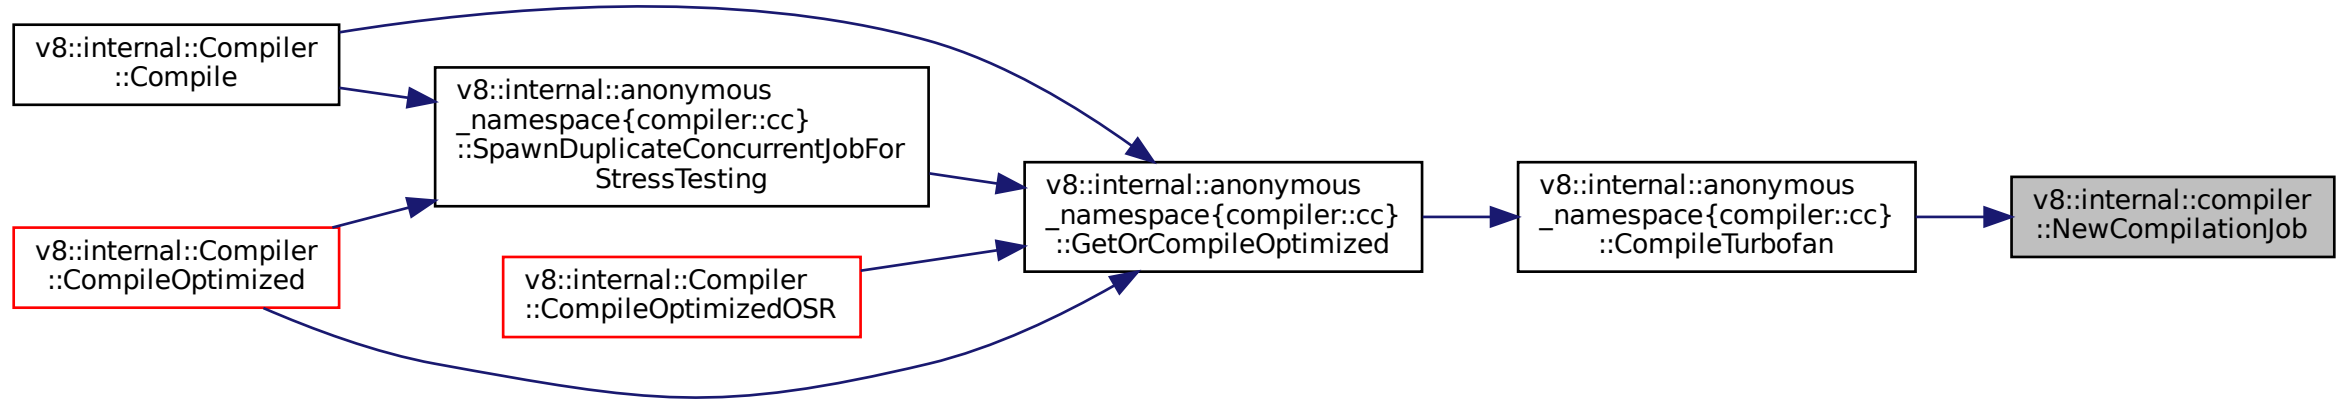 v8::internal::Compiler
::Compile
v8::internal::anonymous
_namespace{compiler::cc}
::SpawnDuplicateConcurrentJobFor
StressTesting
v8::internal::Compiler
::CompileOptimized
v8::internal::Compiler
::CompileOptimizedOSR
v8::internal::anonymous
_namespace{compiler::cc}
::GetOrCompileOptimized
v8::internal::anonymous
_namespace{compiler::cc}
::CompileTurbofan
v8::internal::compiler
::NewCompilationJob